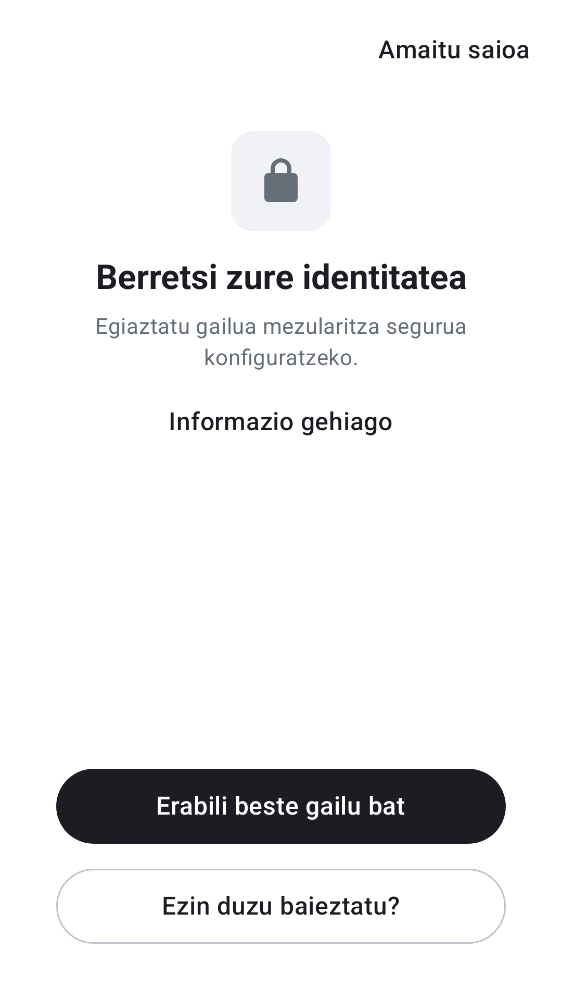 Amaitu saioa
Berretsi zure identitatea
Egiaztatu gailua mezularitza segurua
konfiguratzeko.
Informazio gehiago
Erabili beste gailu bat
Ezin duzu baieztatu?